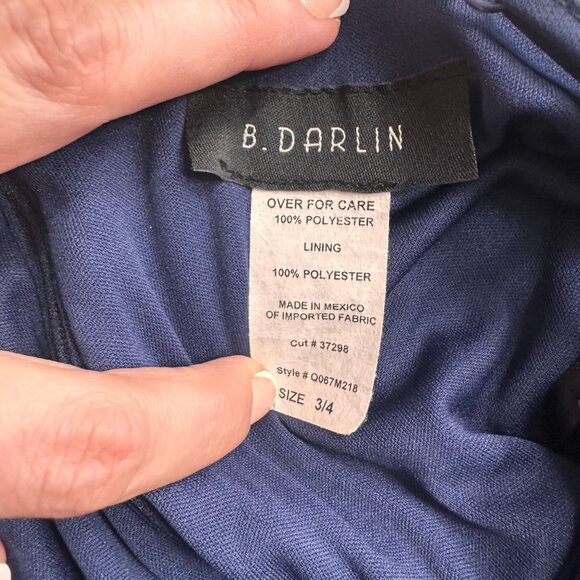 B. DARLIN
OVER FOR CARE
100% POLYESTER
LINING
100% POLYESTER
MADE IN MEXICO
OF IMPORTED FABRIC
Cut # 37298
Style # Q067M218
SIZE 3/4